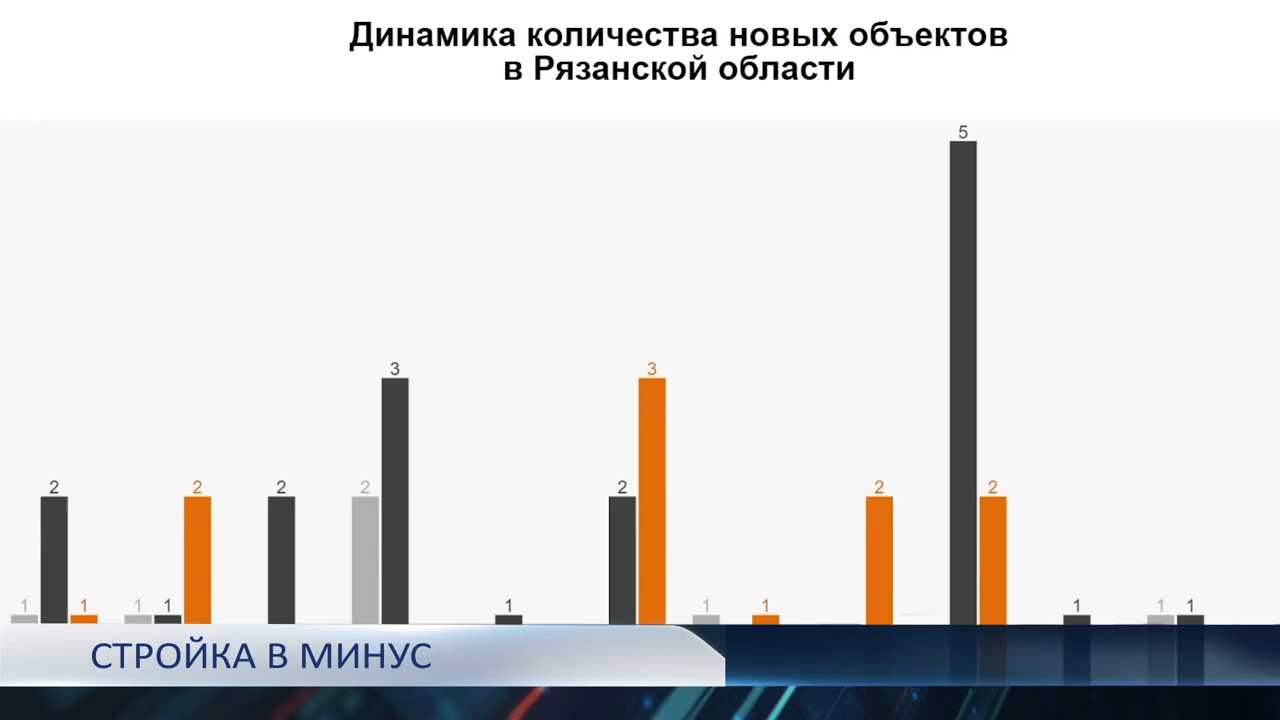 Динамика количества новых объектов
в Рязанской области
5
3 3
2 2 2 2 2 2 2
1 1 1 1 1 1 1 1 1 1
СТРОЙКА В МИНУС